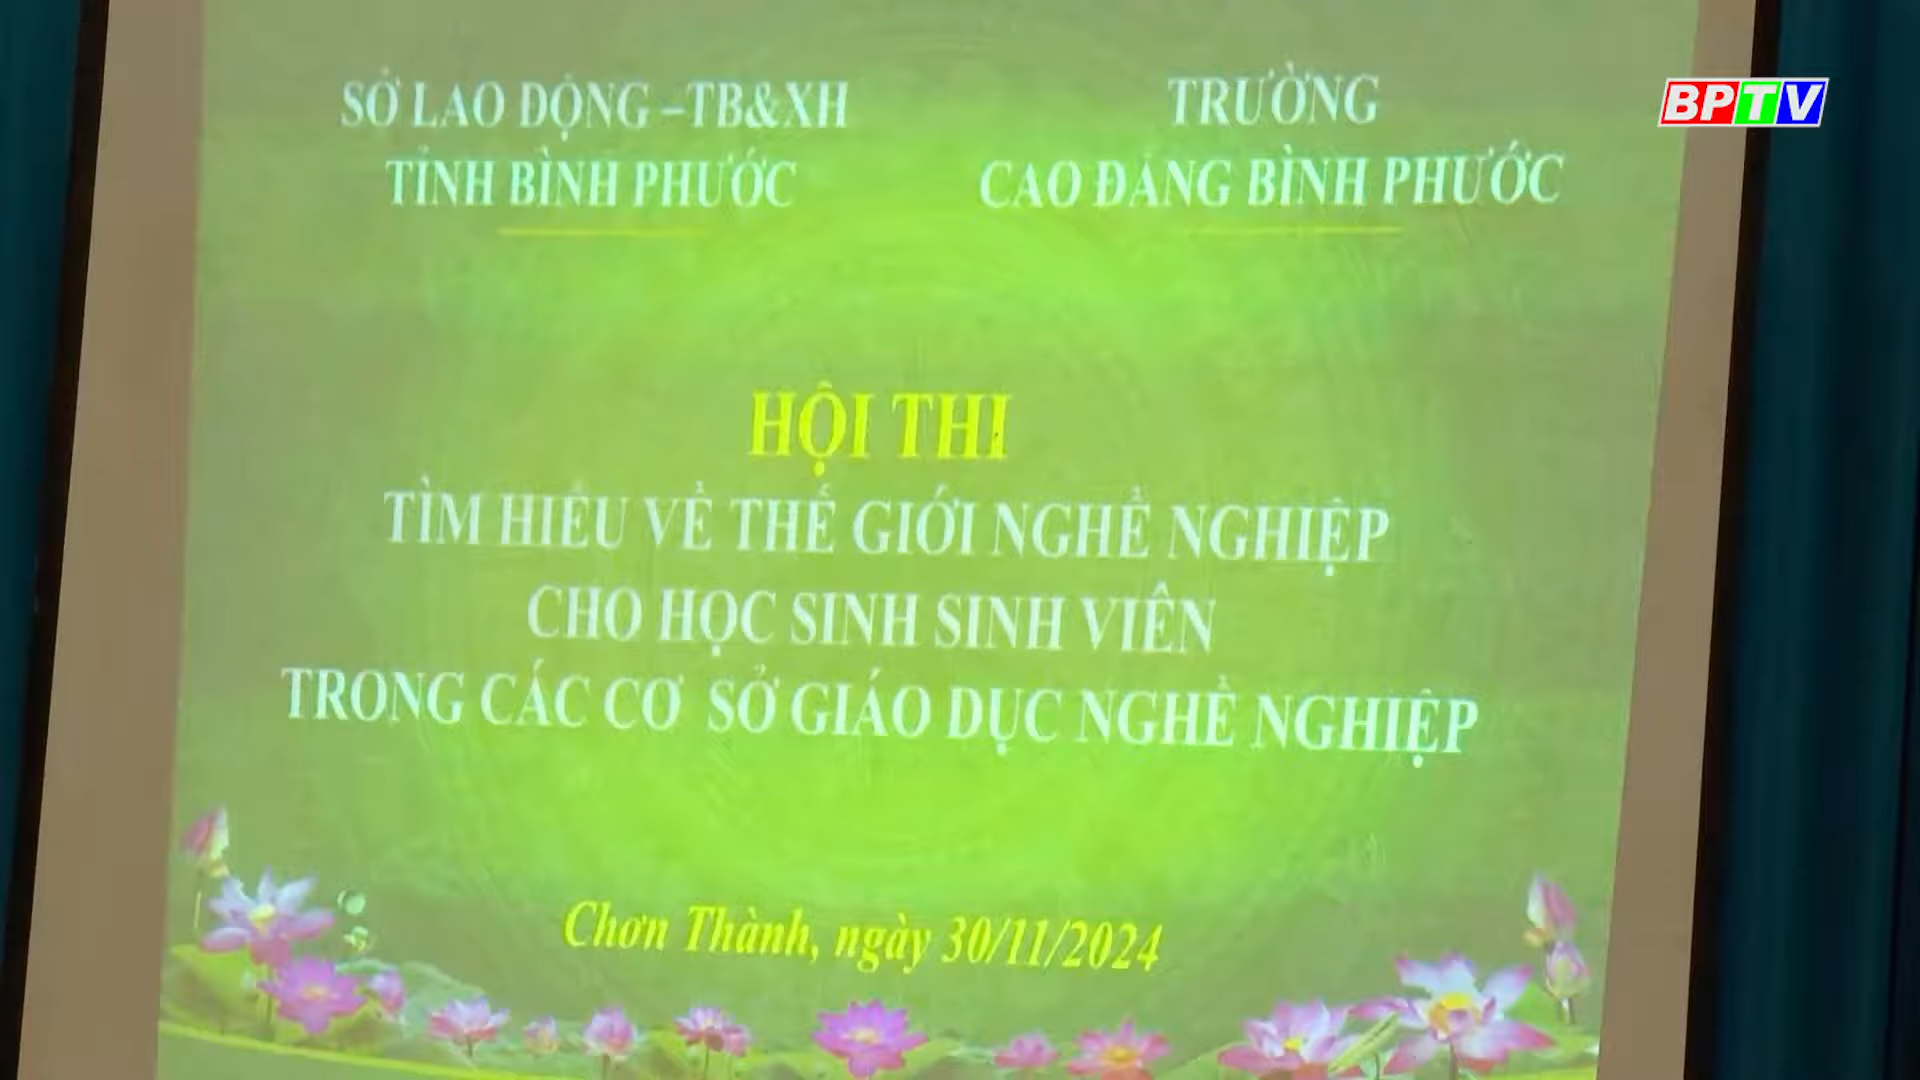 SỞ LAO ĐỘNG –TB&XH
TỈNH BÌNH PHƯỚC
TRƯỜNG
CAO ĐẲNG BÌNH PHƯỚC
BPTV
HỘI THI
TÌM HIỂU VỀ THẾ GIỚI NGHỀ NGHIỆP
CHO HỌC SINH SINH VIÊN
TRONG CÁC CƠ SỞ GIÁO DỤC NGHỀ NGHIỆP
Chơn Thành, ngày 30/11/2024